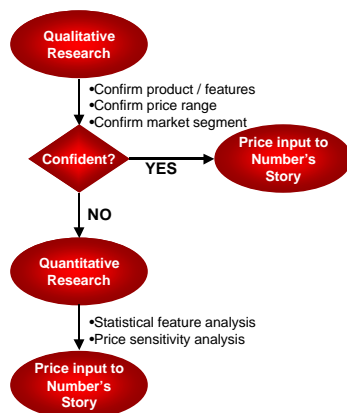 Qualitative
Research
•Confirm product / features
•Confirm price range
•Confirm market segment
Confident?
YES
Price input to
Number's
Story
NO
Quantitative
Research
•Statistical feature analysis
•Price sensitivity analysis
Price input to
Number's
Story